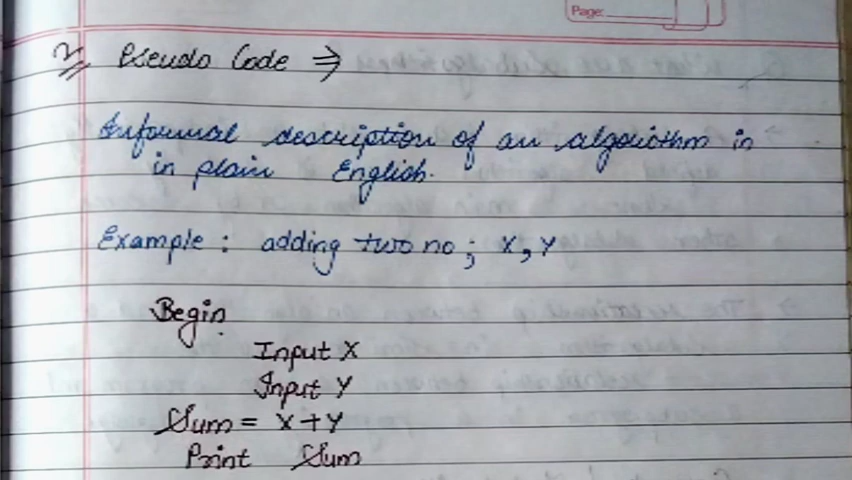 Page:
2, Pseudo Code ⇒
Informal description of an algorithm in
in plain English.
Example : adding two no ; X, Y
Begin
Input X
Input Y
Sum = X+Y
Print Sum